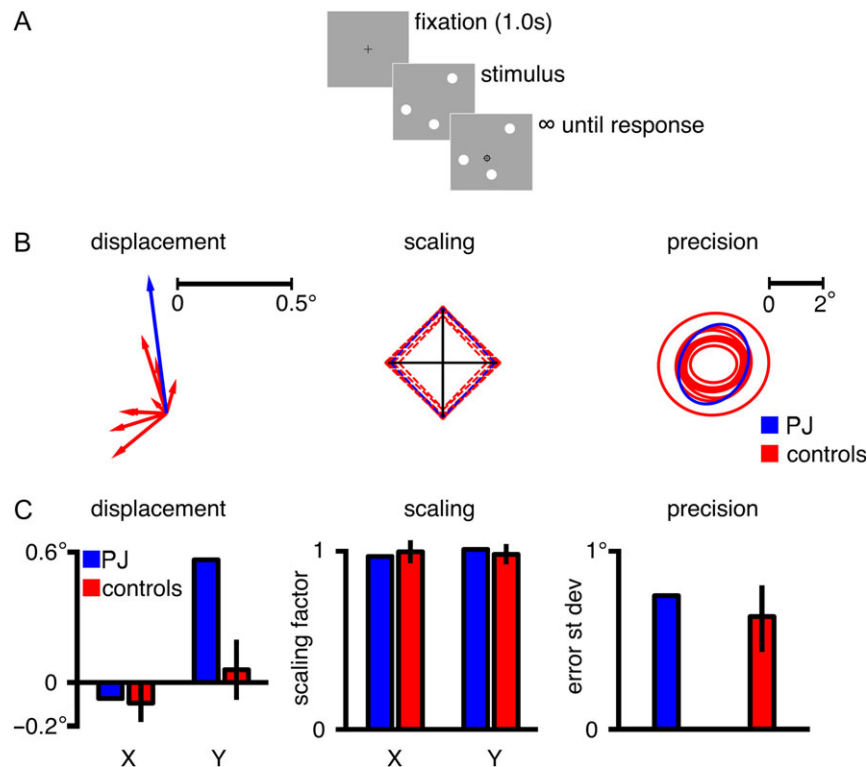 A
fixation (1.0s)
stimulus
∞ until response
B
displacement
scaling
precision
0 0.5°
0 2°
PJ
controls
C
displacement
scaling
precision
0.6°
0
−0.2°
PJ
controls
X Y
scaling factor
1
0
X Y
error st dev
1°
0